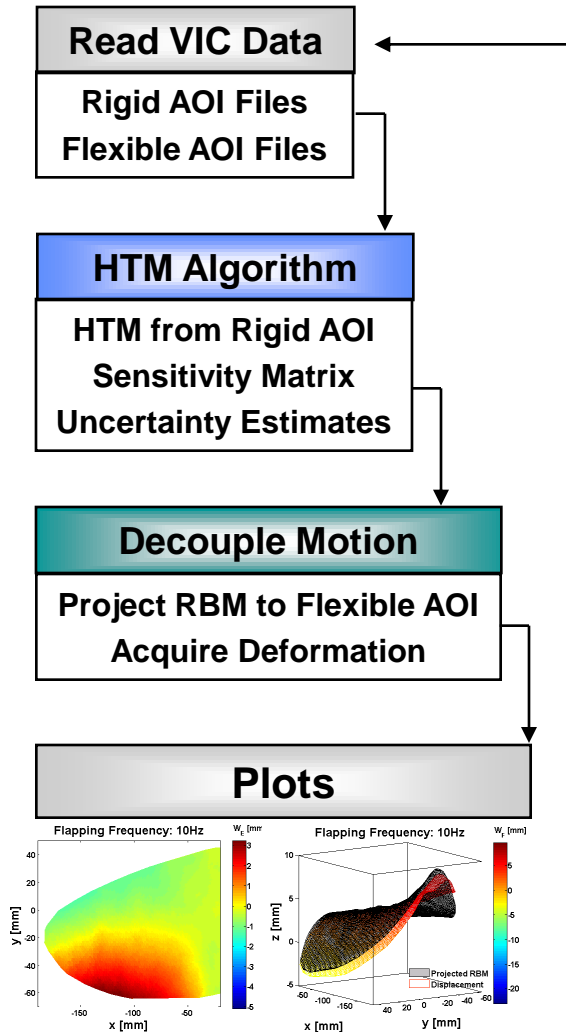 Read VIC Data
Rigid AOI Files
Flexible AOI Files
HTM Algorithm
HTM from Rigid AOI
Sensitivity Matrix
Uncertainty Estimates
Decouple Motion
Project RBM to Flexible AOI
Acquire Deformation
Plots
Flapping Frequency: 10Hz
W_E [mm]
40
20
0
-20
-40
-60
y [mm]
-150
-100
-50
x [mm]
3
2
1
0
-1
-2
-3
-4
-5
Flapping Frequency: 10Hz
W_F [mm]
10
5
0
-5
z [mm]
-50
-100
-150
x [mm]
40
20
0
-20
-40
-60
y [mm]
Projected RBM
Displacement
5
0
-5
-10
-15
-20